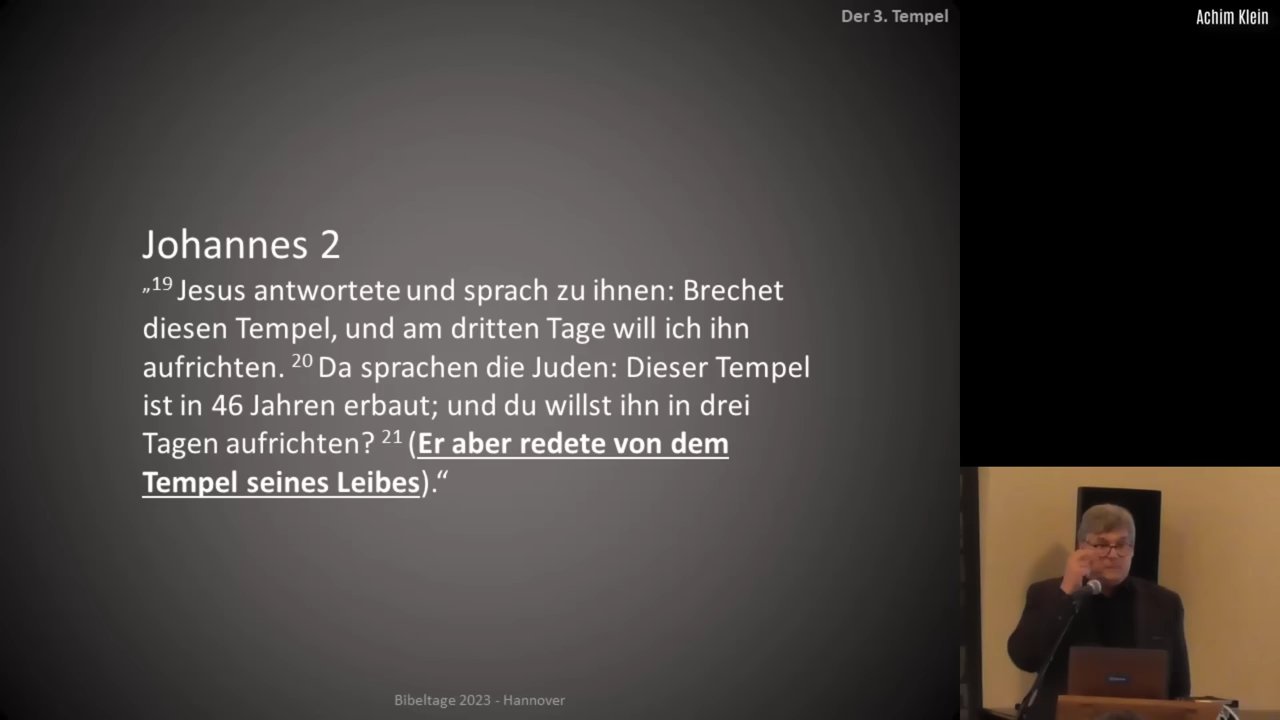 Der 3. Tempel
Achim Klein
Johannes 2
„¹⁹ Jesus antwortete und sprach zu ihnen: Brechet
diesen Tempel, und am dritten Tage will ich ihn
aufrichten. ²⁰ Da sprachen die Juden: Dieser Tempel
ist in 46 Jahren erbaut; und du willst ihn in drei
Tagen aufrichten? ²¹ (Er aber redete von dem
Tempel seines Leibes).“
Bibeltage 2023 - Hannover